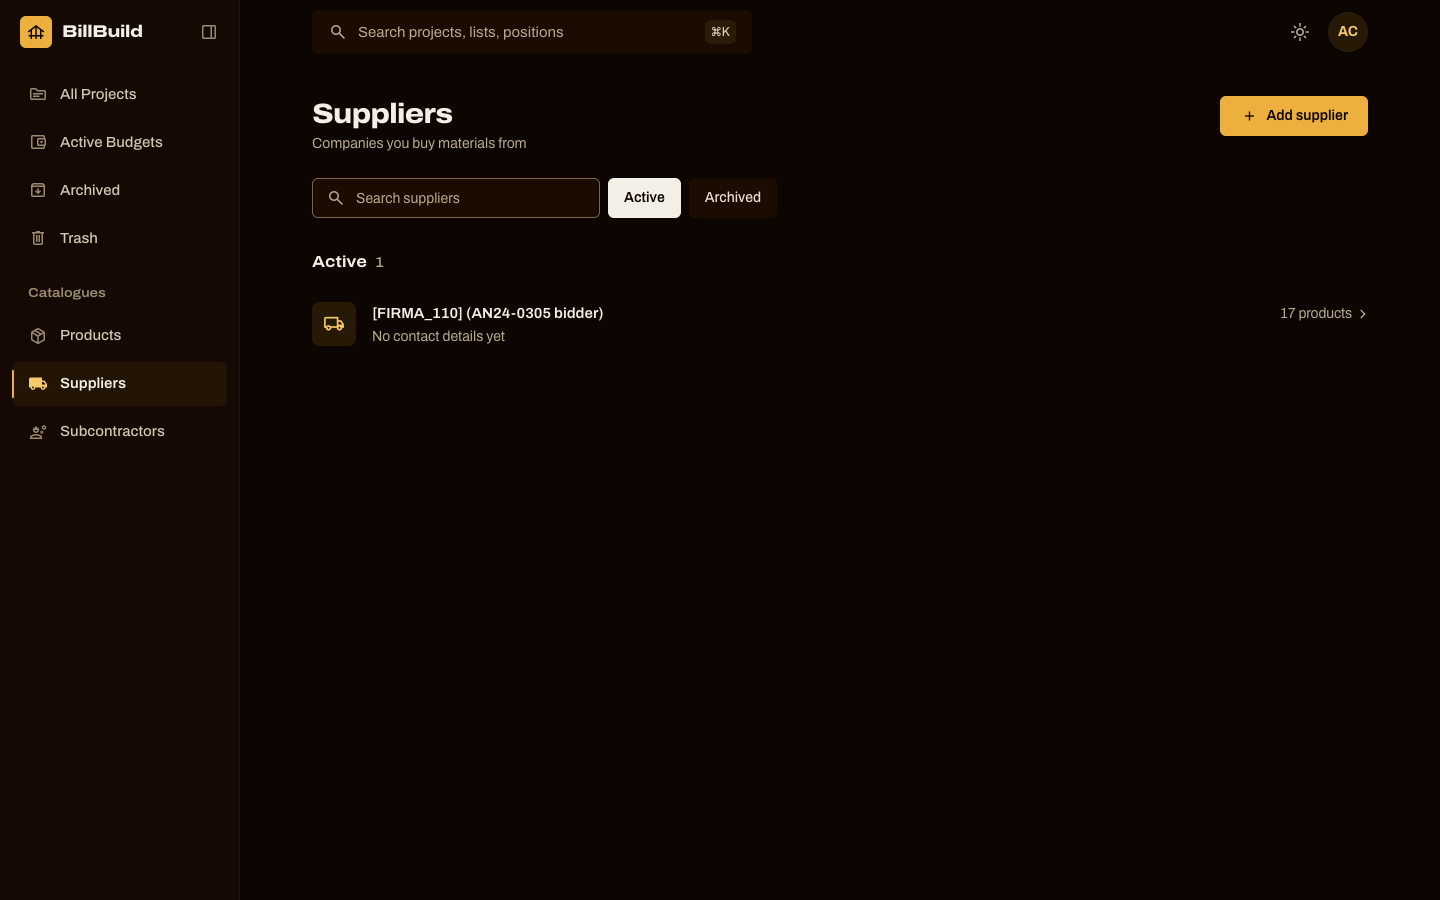 BillBuild
Search projects, lists, positions
⌘K
AC
All Projects
Active Budgets
Archived
Trash
Catalogues
Products
Suppliers
Subcontractors
Suppliers
Companies you buy materials from
Add supplier
Search suppliers
Active
Archived
Active 1
[FIRMA_110] (AN24-0305 bidder)
No contact details yet
17 products